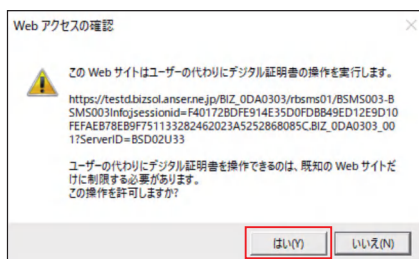 Web アクセスの確認
この Web サイトはユーザーの代わりにデジタル証明書の操作を実行します。
https://testd.bizsol.anser.ne.jp/BIZ_0DA0303/rbsms01/BSMS003-B
SMS003Infojsessionid=F40172BDFE914E35D0FDBB49ED12E9D10
FEFAEB78EB9F751133282462023A5252868085C.BIZ_0DA0303_00
1?ServerID=BSD02U33
ユーザーの代わりにデジタル証明書を操作できるのは、既知の Web サイトだ
けに制限する必要があります。
この操作を許可しますか?
はい(Y)
いいえ(N)